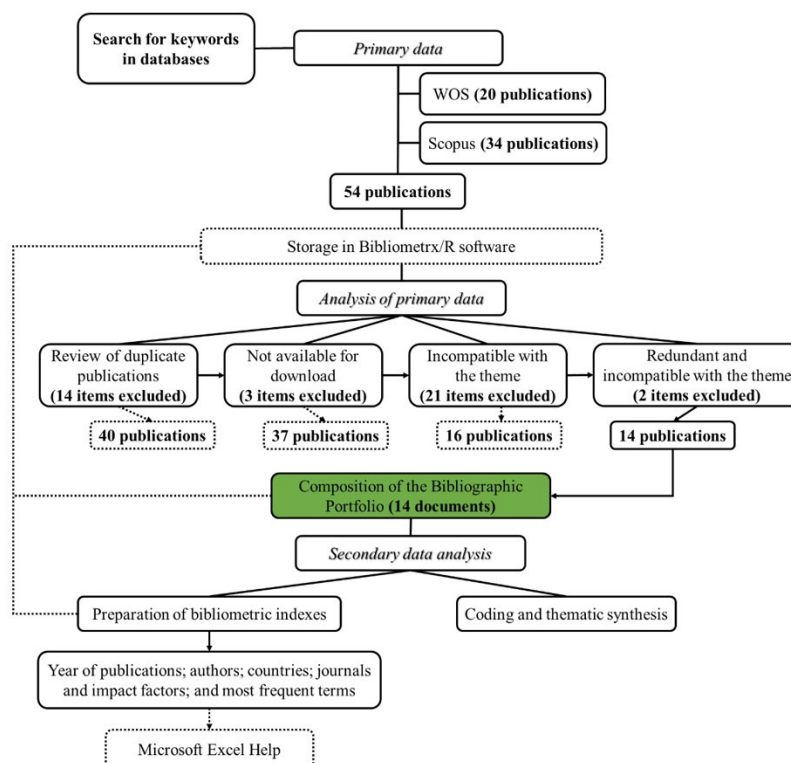 Search for keywords
in databases
Primary data
WOS (20 publications)
Scopus (34 publications)
54 publications
Storage in Bibliometrx/R software
Analysis of primary data
Review of duplicate
publications
(14 items excluded)
Not available for
download
(3 items excluded)
Incompatible with
the theme
(21 items excluded)
Redundant and
incompatible with the theme
(2 items excluded)
40 publications
37 publications
16 publications
14 publications
Composition of the Bibliographic
Portfolio (14 documents)
Secondary data analysis
Preparation of bibliometric indexes
Coding and thematic synthesis
Year of publications; authors; countries; journals
and impact factors; and most frequent terms
Microsoft Excel Help